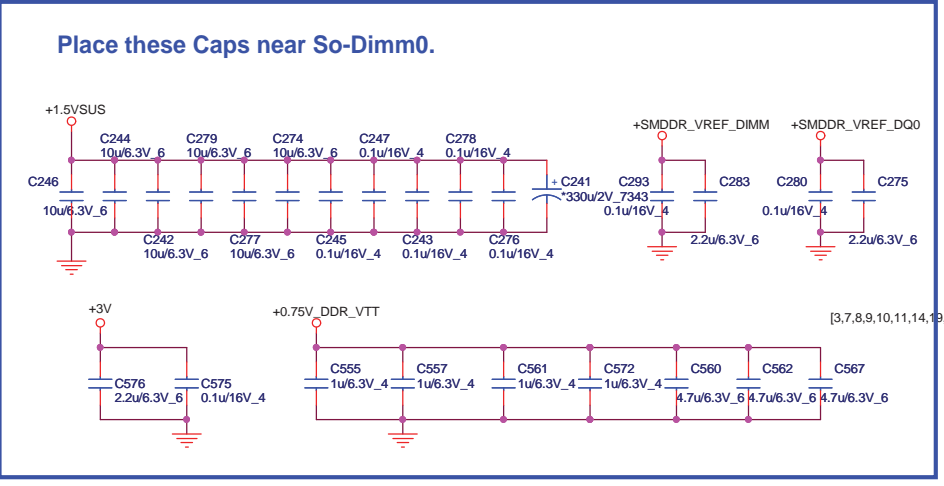 Place these Caps near So-Dimm0.
+1.5VSUS
+SMDDR_VREF_DIMM
+SMDDR_VREF_DQ0
C244
10u/6.3V_6
C279
10u/6.3V_6
C274
10u/6.3V_6
C247
0.1u/16V_4
C278
0.1u/16V_4
C246
10u/6.3V_6
+
C241
*330u/2V_7343
C293
0.1u/16V_4
C283
2.2u/6.3V_6
C280
0.1u/16V_4
C275
2.2u/6.3V_6
C242
10u/6.3V_6
C277
10u/6.3V_6
C245
0.1u/16V_4
C243
0.1u/16V_4
C276
0.1u/16V_4
+3V
+0.75V_DDR_VTT
[3,7,8,9,10,11,14,19
C576
2.2u/6.3V_6
C575
0.1u/16V_4
C555
1u/6.3V_4
C557
1u/6.3V_4
C561
1u/6.3V_4
C572
1u/6.3V_4
C560
4.7u/6.3V_6
C562
4.7u/6.3V_6
C567
4.7u/6.3V_6